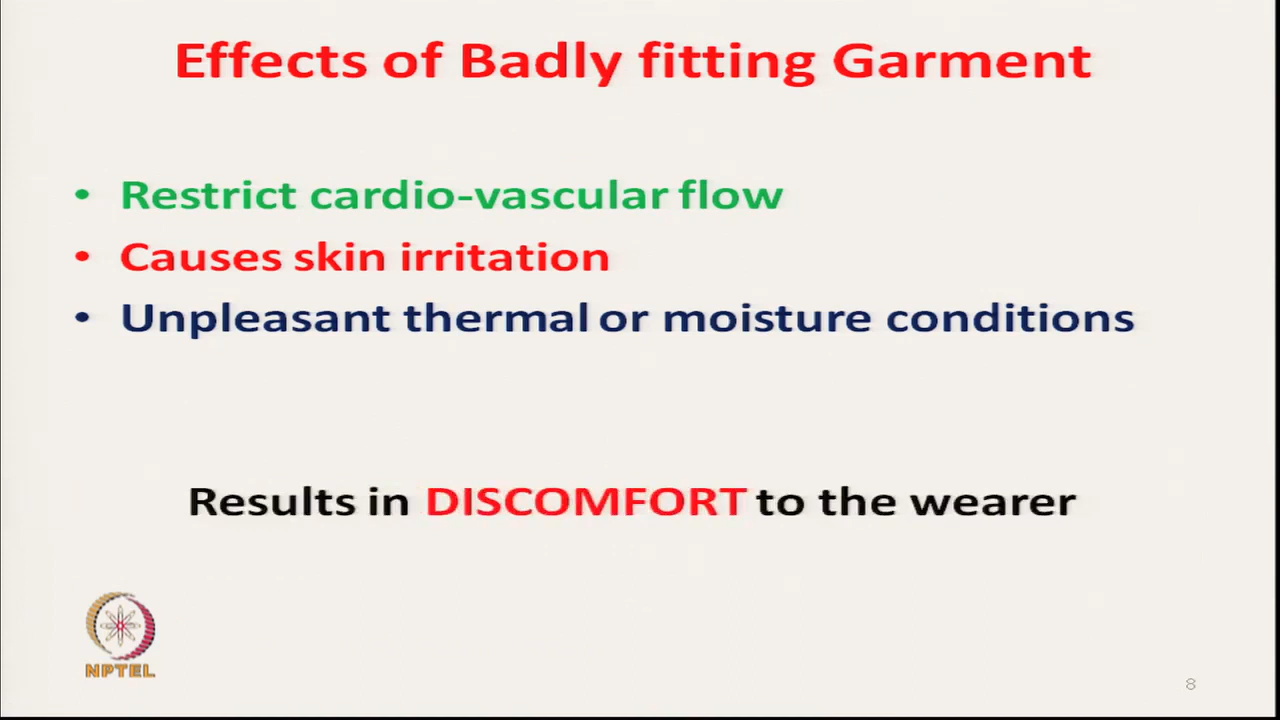 Effects of Badly fitting Garment
• Restrict cardio-vascular flow
• Causes skin irritation
• Unpleasant thermal or moisture conditions
Results in DISCOMFORT to the wearer
NPTEL
8